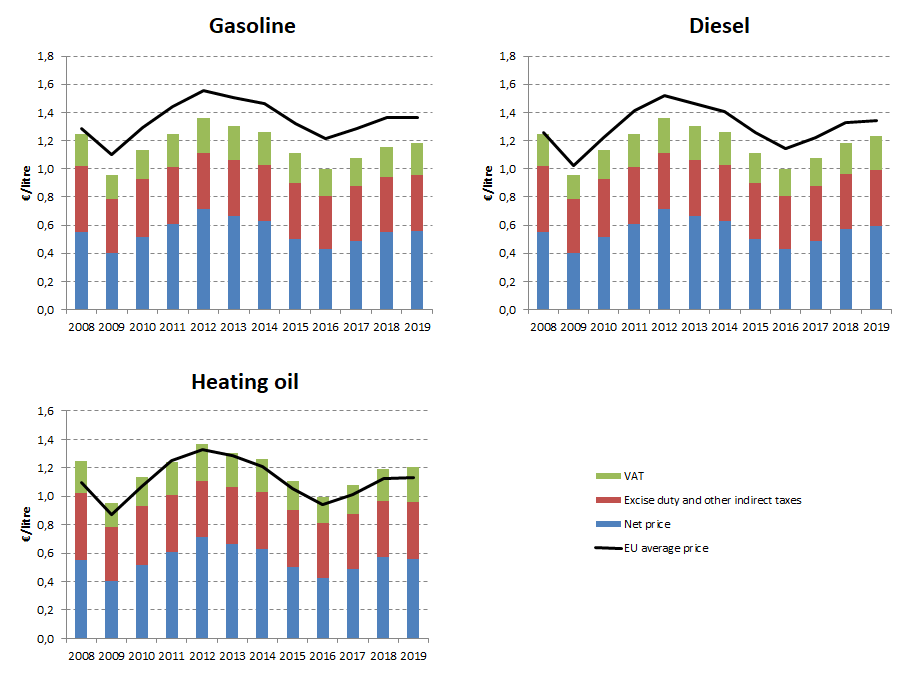 Gasoline
1,8
1,6
1,4
1,2
1,0
0,8
0,6
0,4
0,2
0,0
€/litre
2008 2009 2010 2011 2012 2013 2014 2015 2016 2017 2018 2019
Diesel
1,8
1,6
1,4
1,2
1,0
0,8
0,6
0,4
0,2
0,0
€/litre
2008 2009 2010 2011 2012 2013 2014 2015 2016 2017 2018 2019
Heating oil
1,6
1,4
1,2
1,0
0,8
0,6
0,4
0,2
0,0
€/litre
2008 2009 2010 2011 2012 2013 2014 2015 2016 2017 2018 2019
VAT
Excise duty and other indirect taxes
Net price
EU average price